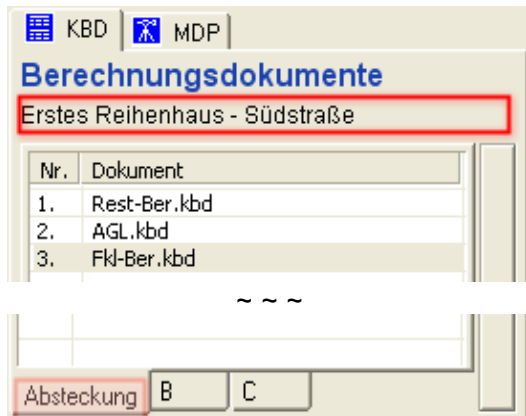 KBD MDP
Berechnungsdokumente
Erstes Reihenhaus - Südstraße
Nr. Dokument
1. Rest-Ber.kbd
2. AGL.kbd
3. Fkl-Ber.kbd
~ ~ ~
Absteckung B C